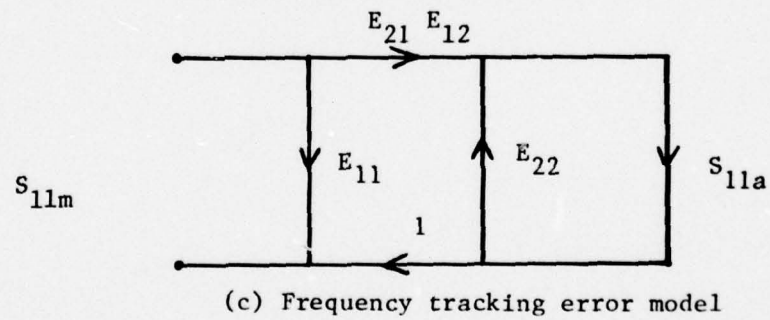 E21 E12
E11
E22
S11m
S11a
1
(c) Frequency tracking error model